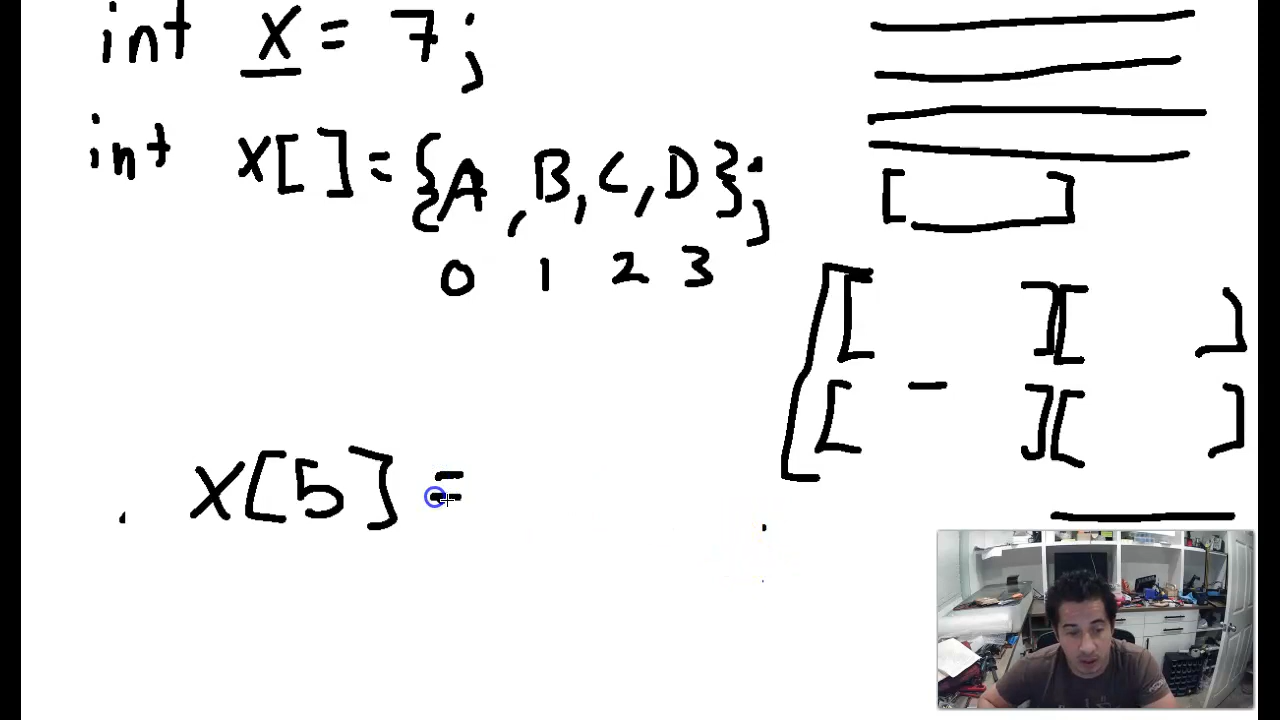 int x = 7;
int x[] = {A, B, C, D};
0 1 2 3
[ ]
[ ][ ]
[ - ][ ]
x[5] =